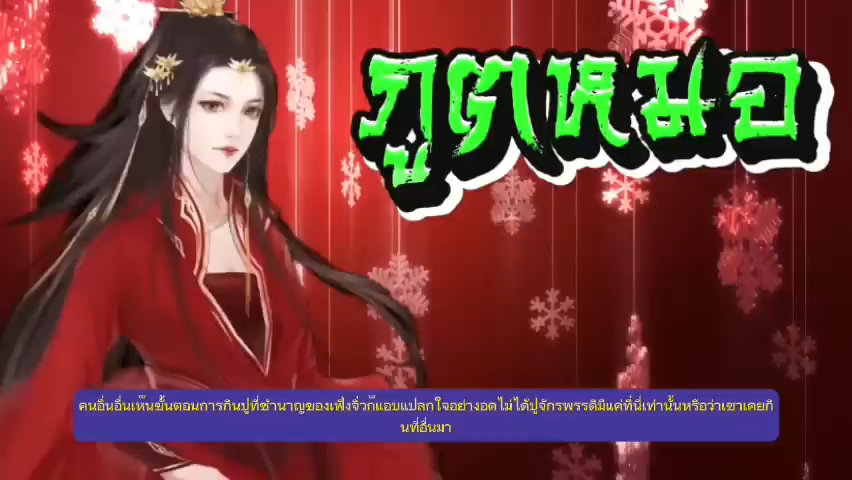 ภูตหมอ
คนอื่นอื่นเห็นขั้นตอนการกินปูที่ชำนาญของเฟิ่งจิ่วก็แอบแปลกใจอย่างอดไม่ได้ปูจักรพรรดิมีแค่ที่นี่เท่านั้นหรือว่าเขาเคยกิ
นที่อื่นมา